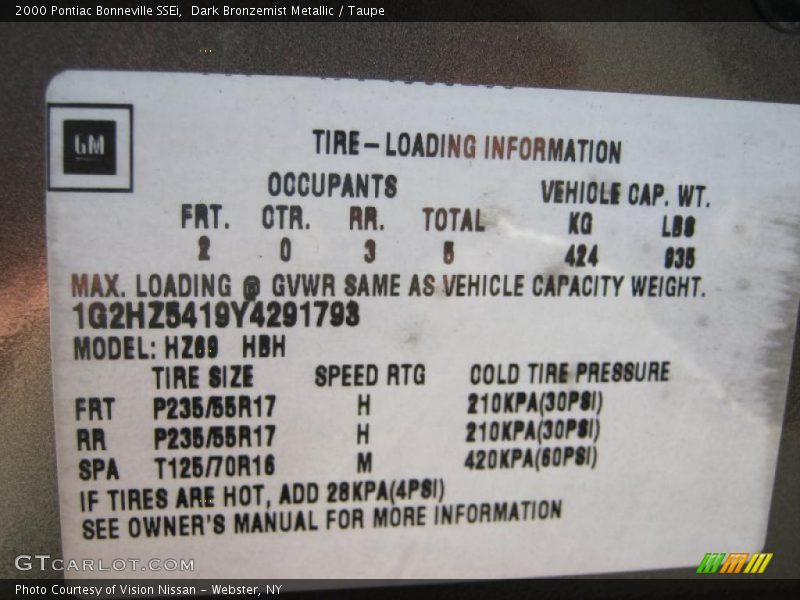 2000 Pontiac Bonneville SSEi, Dark Bronzemist Metallic / Taupe
GM
TIRE-LOADING INFORMATION
OCCUPANTS VEHICLE CAP. WT.
FRT. CTR. RR. TOTAL KG LBS
2 0 3 5 424 935
MAX. LOADING @ GVWR SAME AS VEHICLE CAPACITY WEIGHT.
1G2HZ5419Y4291793
MODEL: HZ69 HBH
TIRE SIZE SPEED RTG COLD TIRE PRESSURE
FRT P235/55R17 H 210KPA(30PSI)
RR P235/55R17 H 210KPA(30PSI)
SPA T125/70R16 M 420KPA(60PSI)
IF TIRES ARE HOT, ADD 28KPA(4PSI)
SEE OWNER'S MANUAL FOR MORE INFORMATION
GTCARLOT.COM
Photo Courtesy of Vision Nissan - Webster, NY